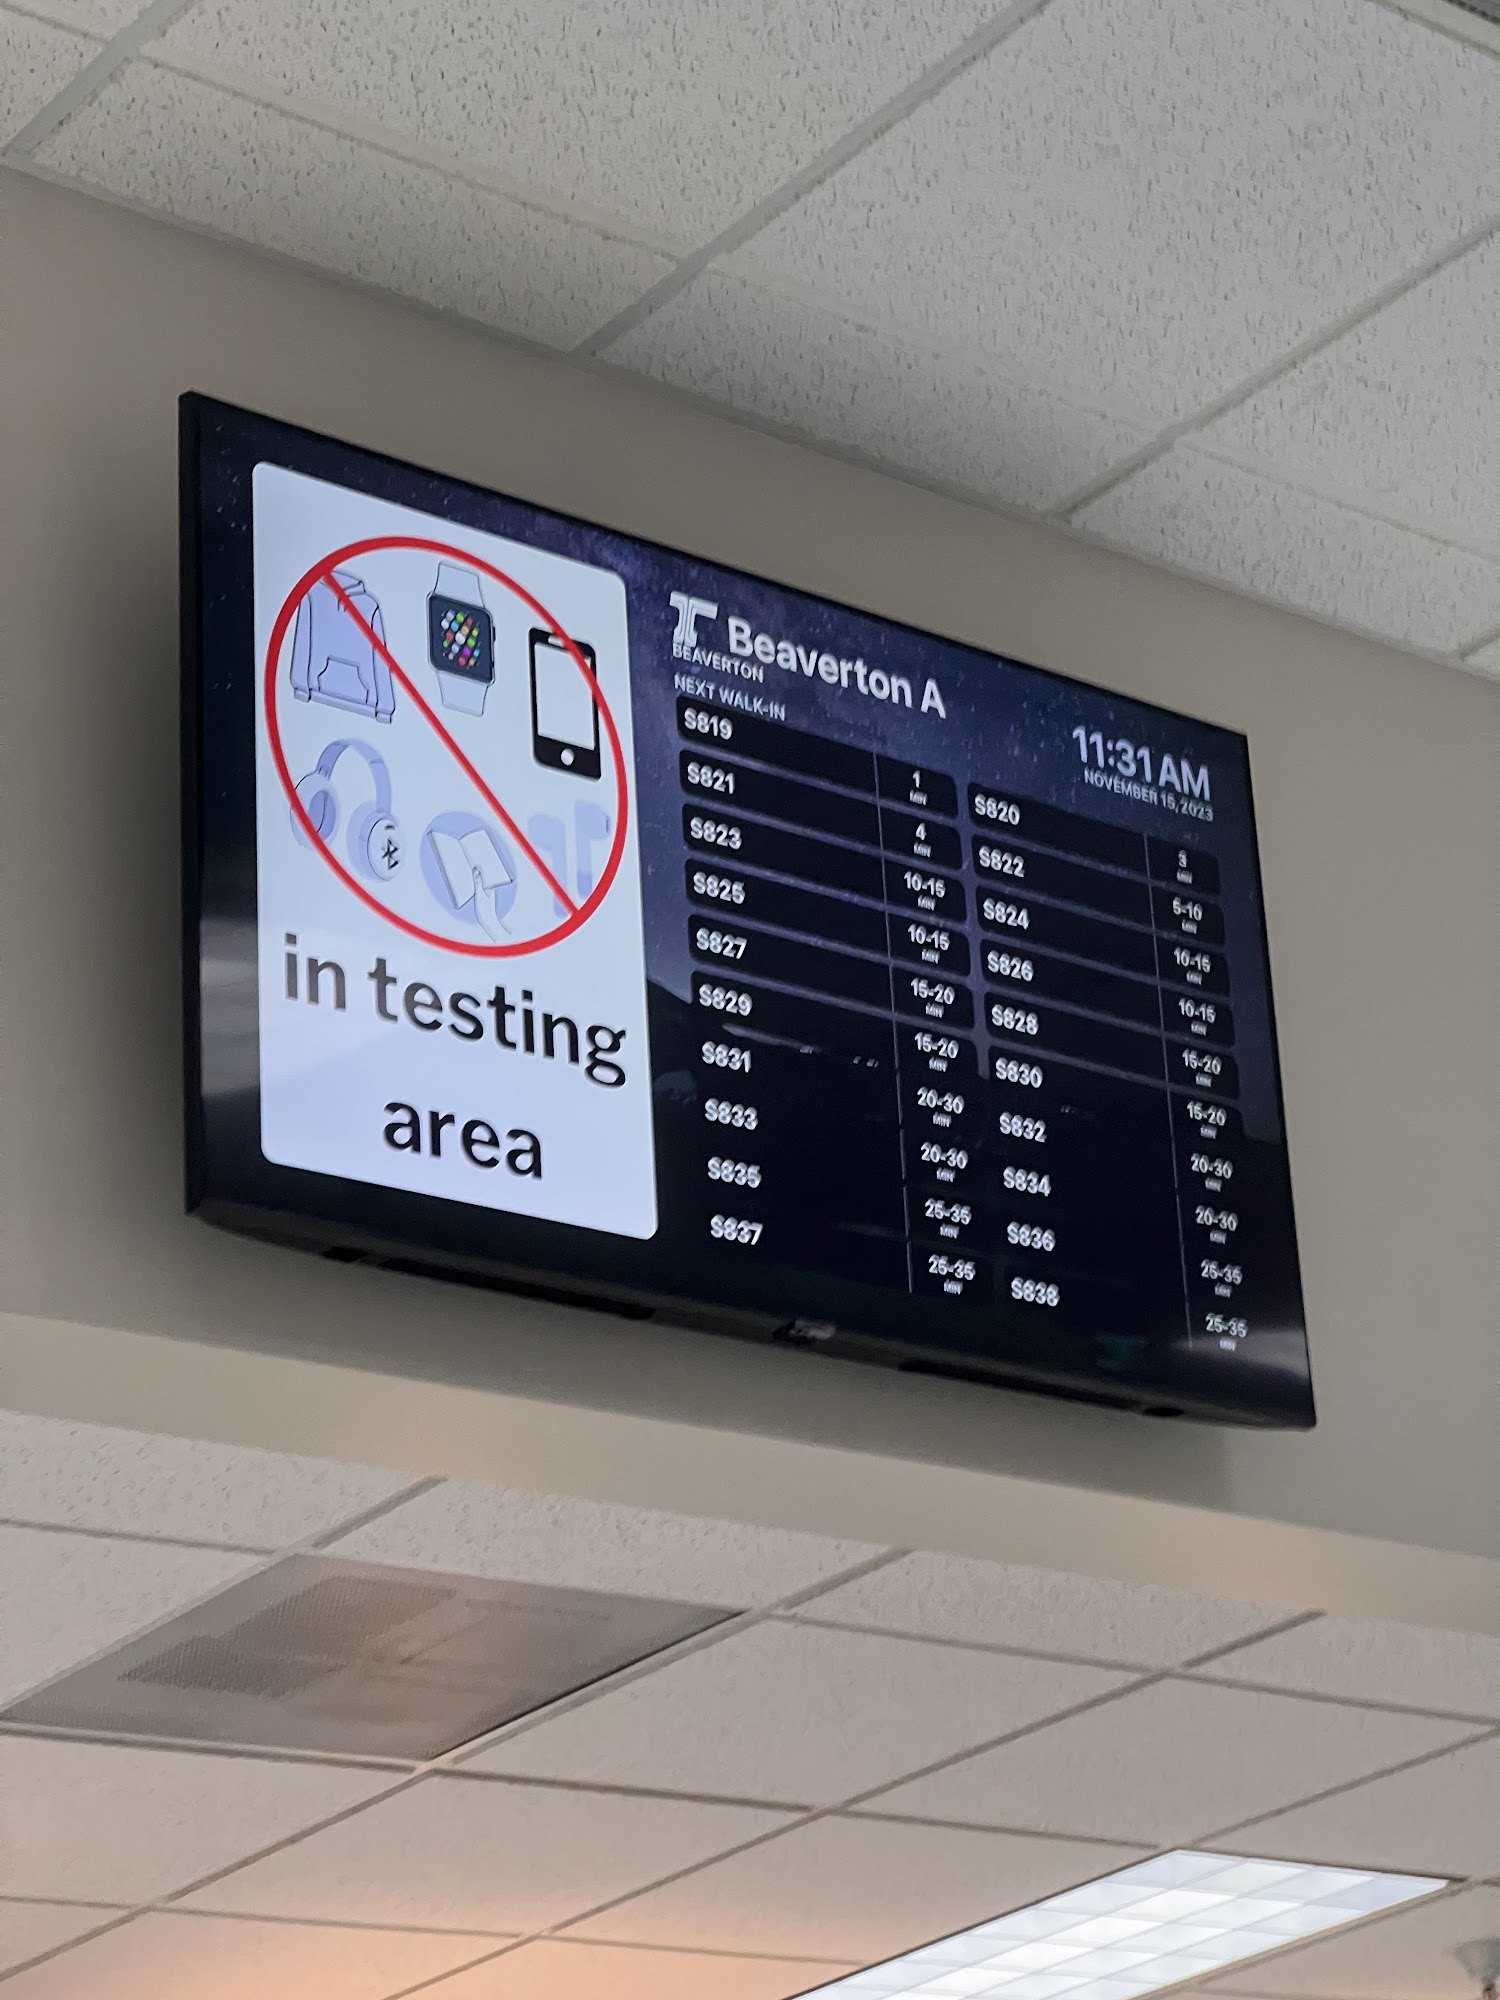 in testing
area
BEAVERTON
Beaverton A
11:31 AM
NOVEMBER 15, 2023
NEXT WALK-IN
S819 1 MIN
S820 3 MIN
S821 4 MIN
S822 5-10 MIN
S823 10-15 MIN
S824 10-15 MIN
S825 10-15 MIN
S826 10-15 MIN
S827 15-20 MIN
S828 15-20 MIN
S829 15-20 MIN
S830 15-20 MIN
S831 20-30 MIN
S832 20-30 MIN
S833 20-30 MIN
S834 20-30 MIN
S835 25-35 MIN
S836 25-35 MIN
S837 25-35 MIN
S838 25-35 MIN